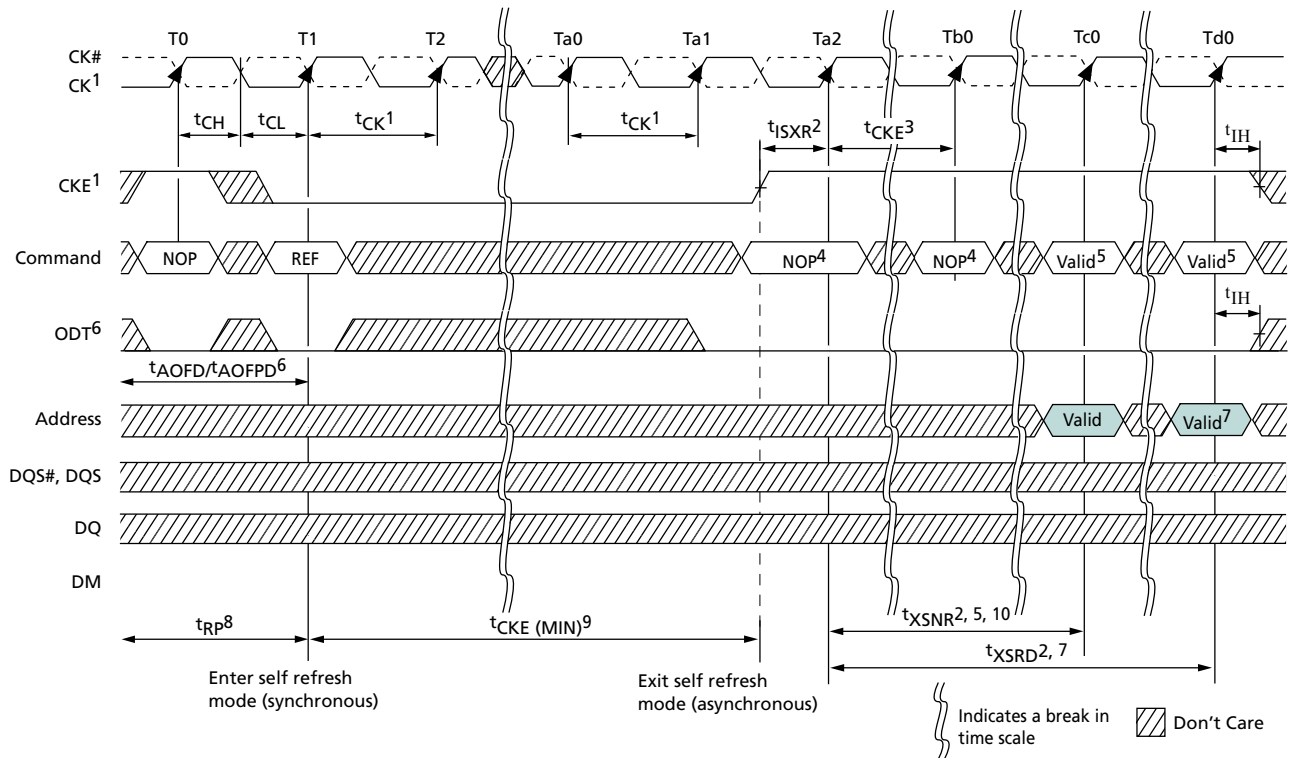 T0 T1 T2 Ta0 Ta1 Ta2 Tb0 Tc0 Td0
CK#
CK1
tCH tCL tCK1 tCK1 tISXR2 tCKE3 tIH
CKE1
Command NOP REF NOP4 NOP4 Valid5 Valid5
tIH
ODT6
tAOFD/tAOFPD6
Address Valid Valid7
DQS#, DQS
DQ
DM
tRP8 tCKE (MIN)9 tXSNR2, 5, 10
tXSRD2, 7
Enter self refresh
mode (synchronous)
Exit self refresh
mode (asynchronous)
Indicates a break in
time scale
Don't Care